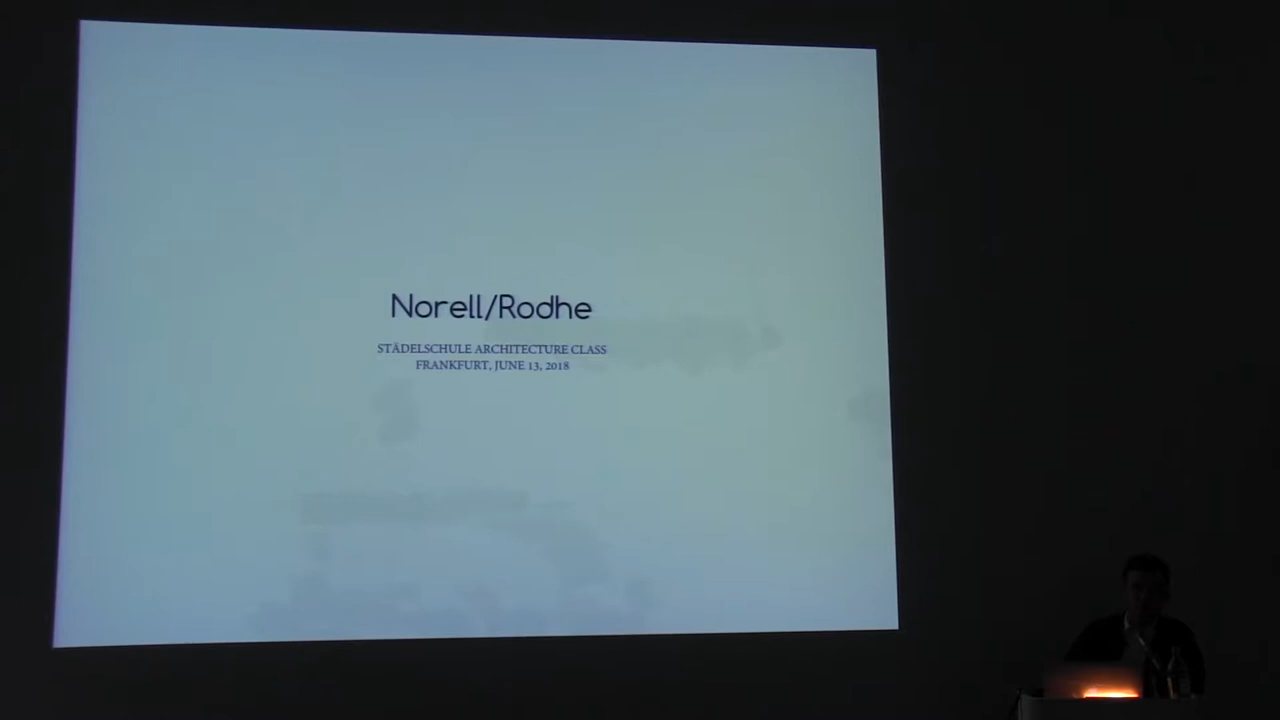 Norell/Rodhe
STÄDELSCHULE ARCHITECTURE CLASS
FRANKFURT, JUNE 13, 2018